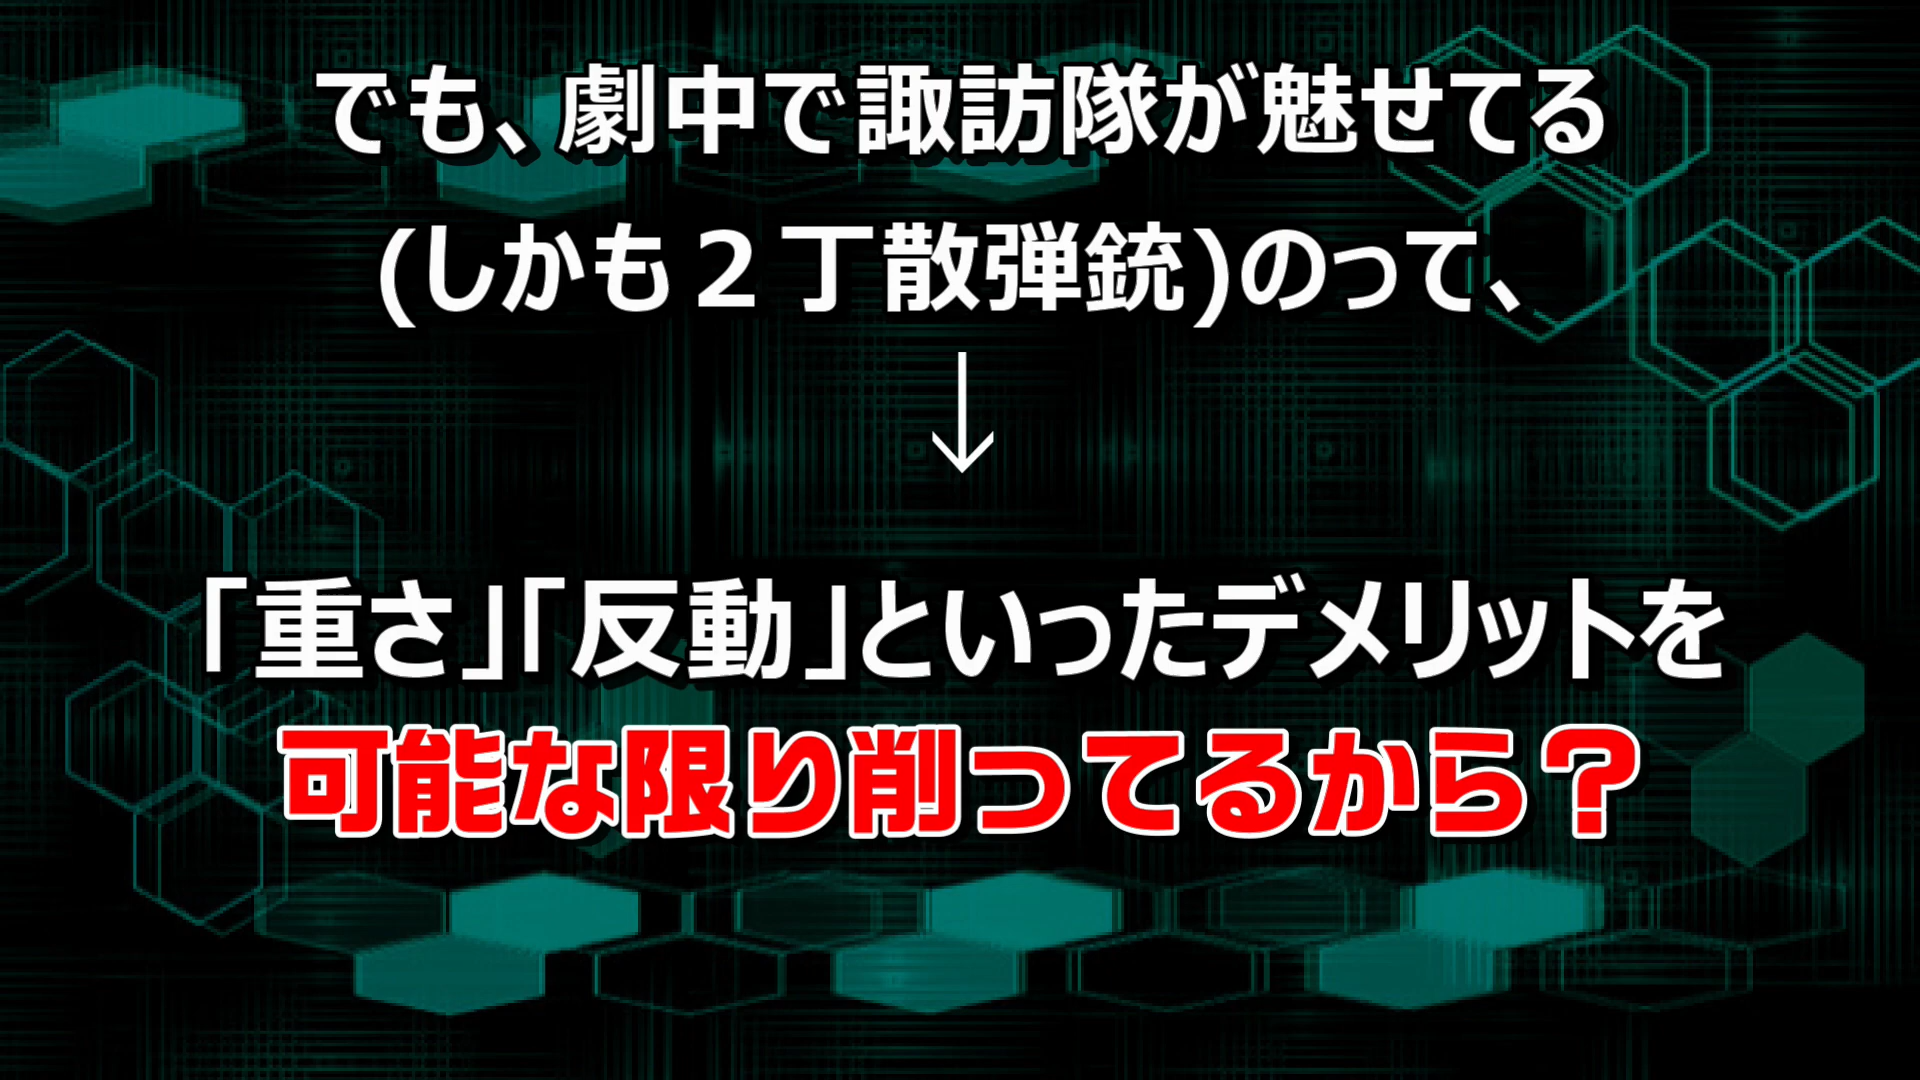 でも、劇中で諏訪隊が魅せてる
(しかも２丁散弾銃)のって、
↓
「重さ」「反動」といったデメリットを
可能な限り削ってるから？